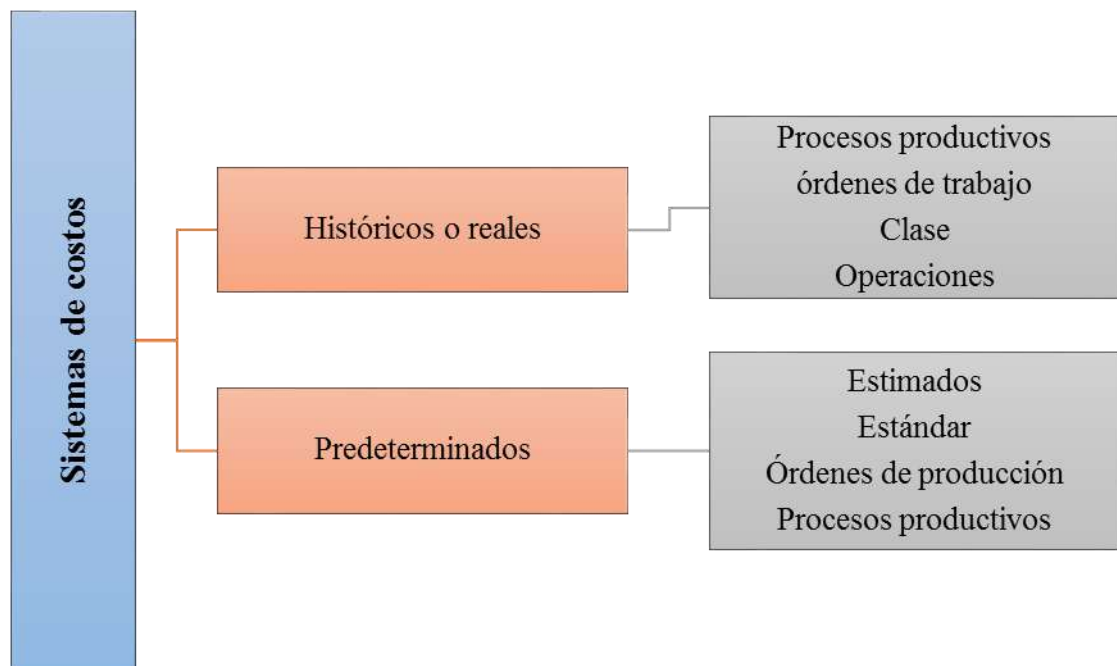 Sistemas de costos
Históricos o reales
Procesos productivos
órdenes de trabajo
Clase
Operaciones
Predeterminados
Estimados
Estándar
Órdenes de producción
Procesos productivos